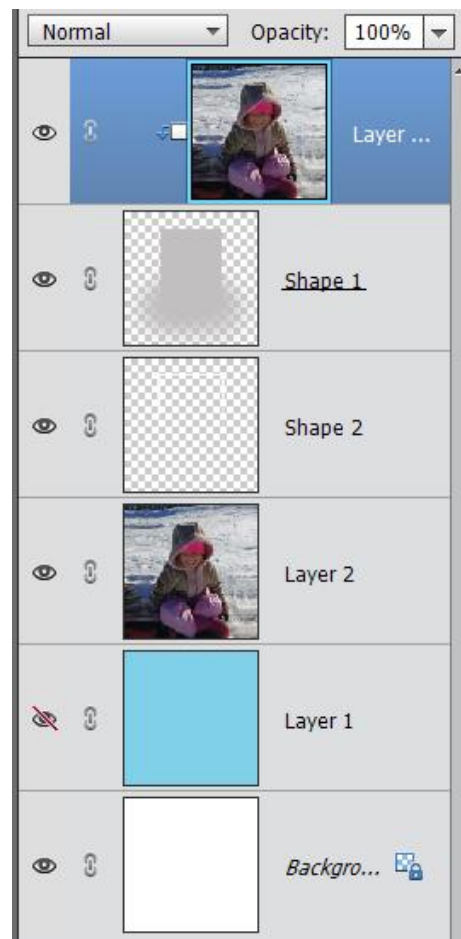 Normal Opacity: 100%
Layer ...
Shape 1
Shape 2
Layer 2
Layer 1
Backgro...